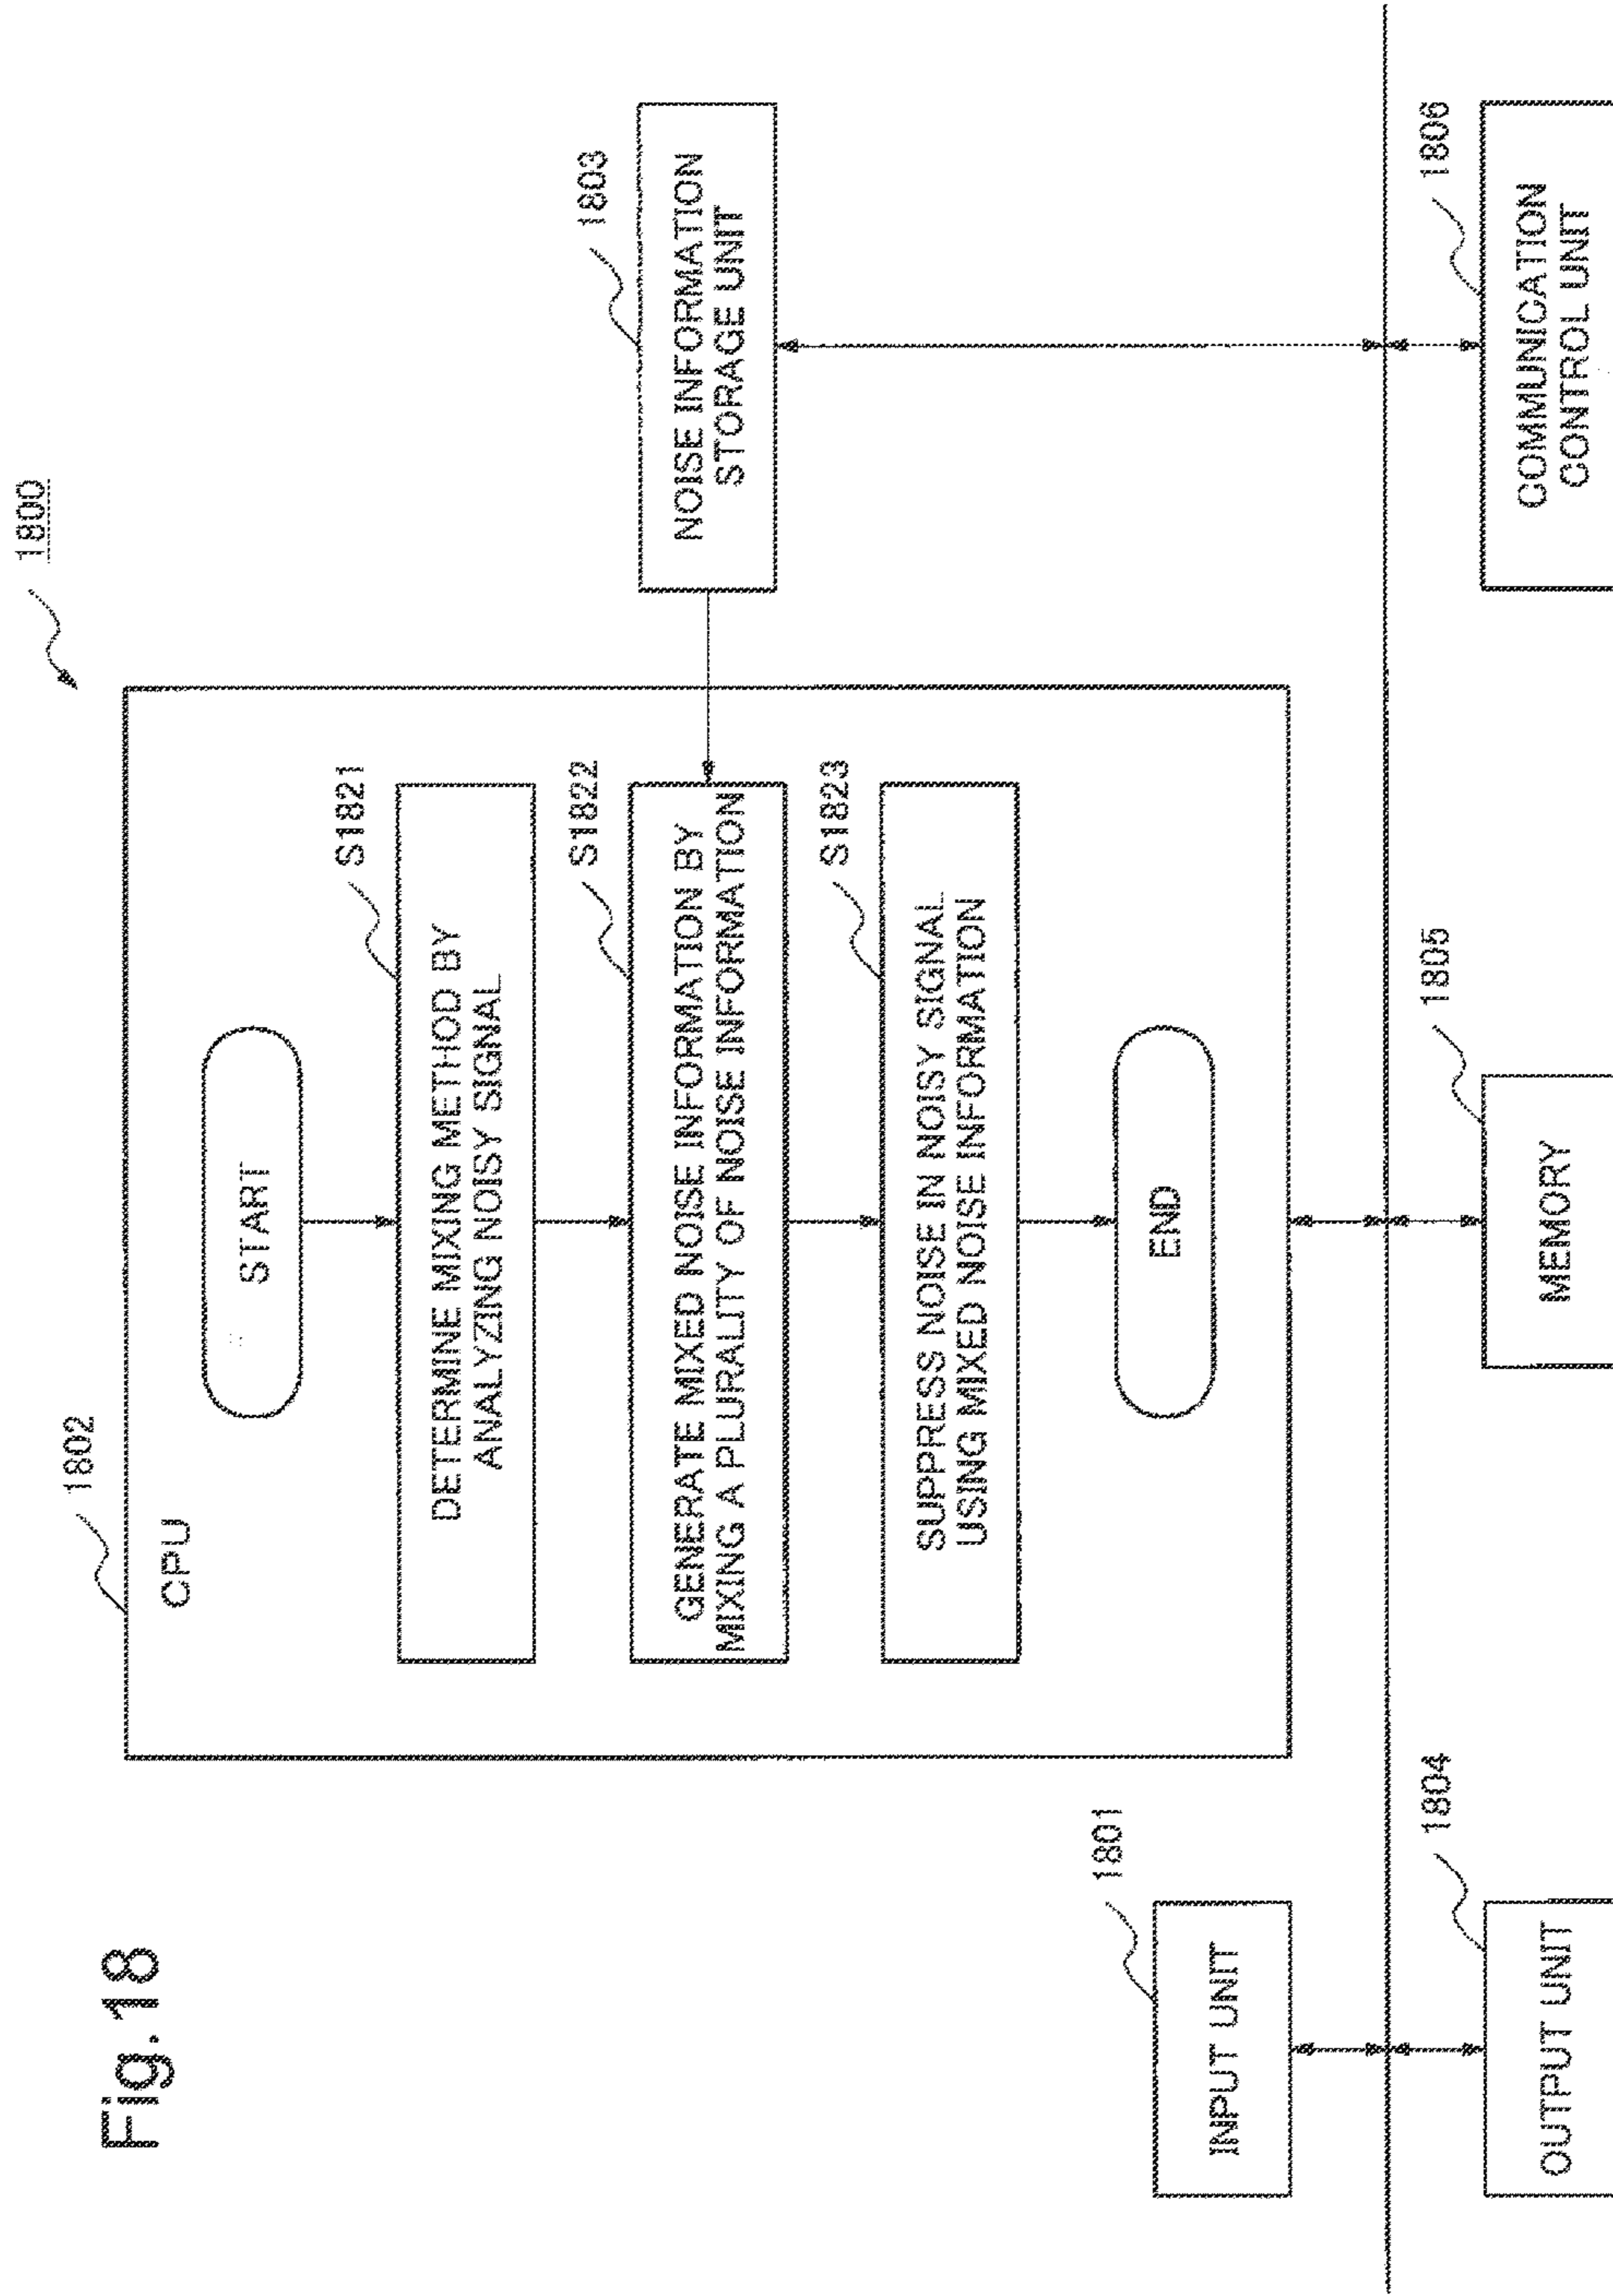 Fig. 18
1800
1802
CPU
START
S1821
DETERMINE MIXING METHOD BY
ANALYZING NOISY SIGNAL
S1822
GENERATE MIXED NOISE INFORMATION BY
MIXING A PLURALITY OF NOISE INFORMATION
1803
NOISE INFORMATION
STORAGE UNIT
S1823
SUPPRESS NOISE IN NOISY SIGNAL
USING MIXED NOISE INFORMATION
END
1801
INPUT UNIT
1804
OUTPUT UNIT
1805
MEMORY
1806
COMMUNICATION
CONTROL UNIT